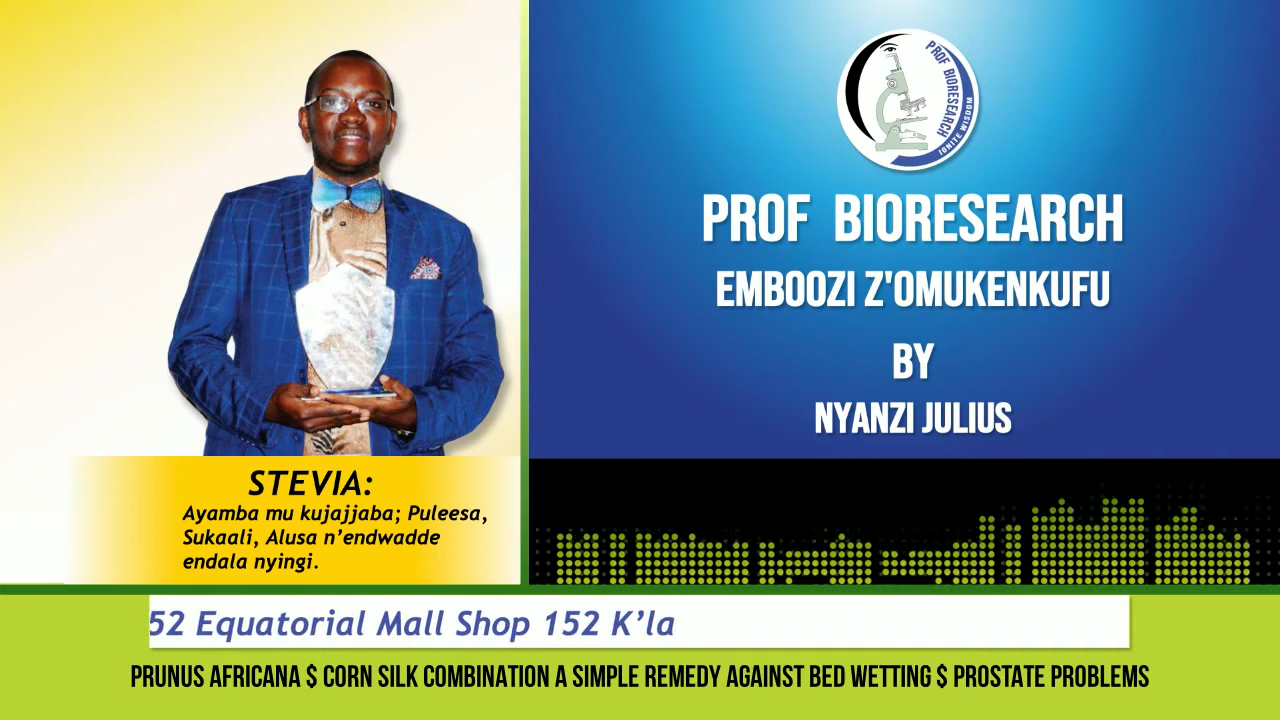 PROF BIORESEARCH
IGNITE WISDOM
PROF BIORESEARCH
EMBOOZI Z'OMUKENKUFU
BY
NYANZI JULIUS
STEVIA:
Ayamba mu kujajjaba; Puleesa,
Sukaali, Alusa n’endwadde
endala nyingi.
52 Equatorial Mall Shop 152 K’la
PRUNUS AFRICANA $ CORN SILK COMBINATION A SIMPLE REMEDY AGAINST BED WETTING $ PROSTATE PROBLEMS